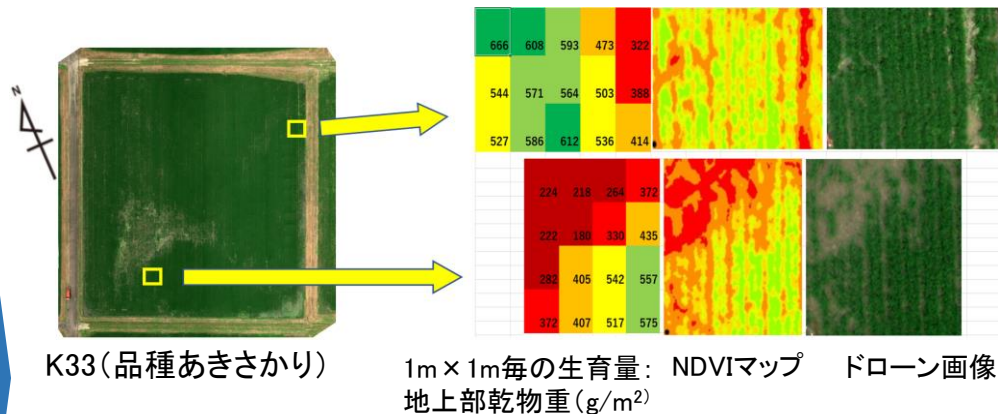 N
666 608 593 473 322
544 571 564 503 388
527 586 612 536 414
224 218 264 372
222 180 330 435
282 405 542 557
372 407 517 575
K33(品種あきさかり)
1m×1m毎の生育量:
地上部乾物重(g/m²)
NDVIマップ
ドローン画像